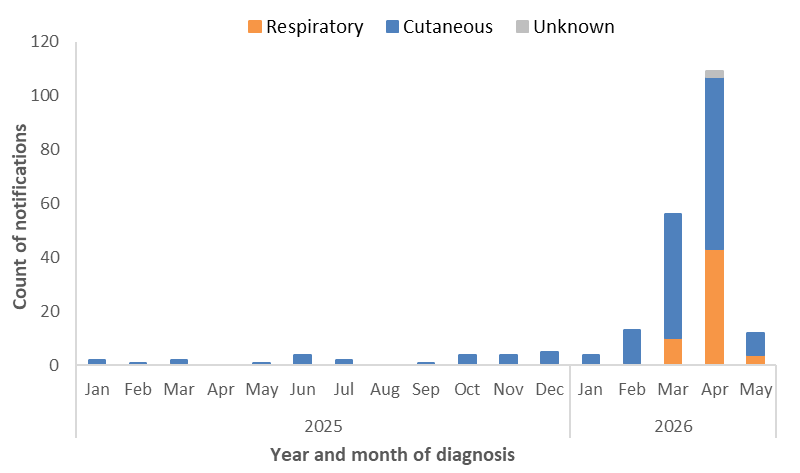 Respiratory Cutaneous Unknown
120
100
80
60
40
20
0
Count of notifications
Jan Feb Mar Apr May Jun Jul Aug Sep Oct Nov Dec Jan Feb Mar Apr May
2025 2026
Year and month of diagnosis